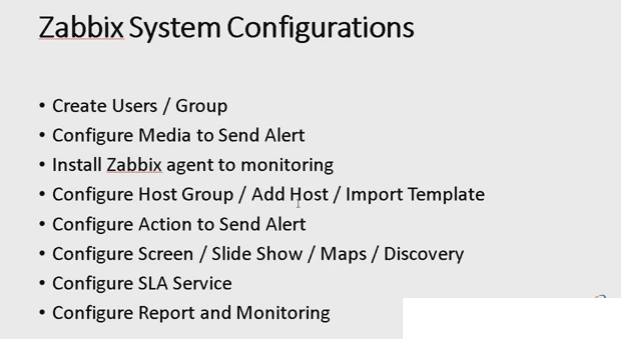 Zabbix System Configurations
• Create Users / Group
• Configure Media to Send Alert
• Install Zabbix agent to monitoring
• Configure Host Group / Add Host / Import Template
• Configure Action to Send Alert
• Configure Screen / Slide Show / Maps / Discovery
• Configure SLA Service
• Configure Report and Monitoring